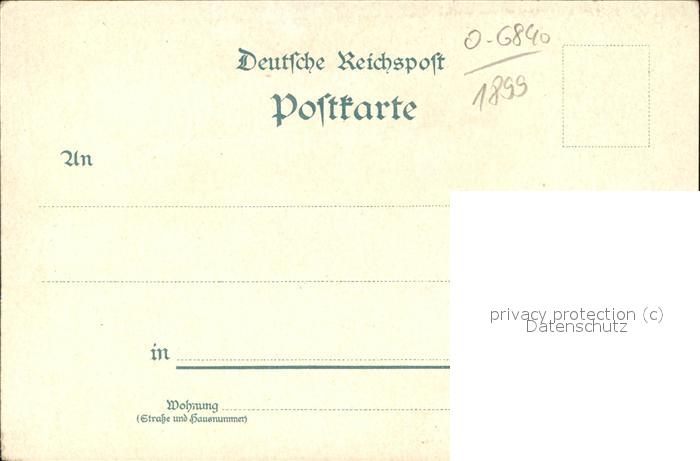 Deutsche Reichspost
O-6840
Postkarte
1899
An
privacy protection (c)
Datenschutz
in
Wohnung
(Straße und Hausnummer)